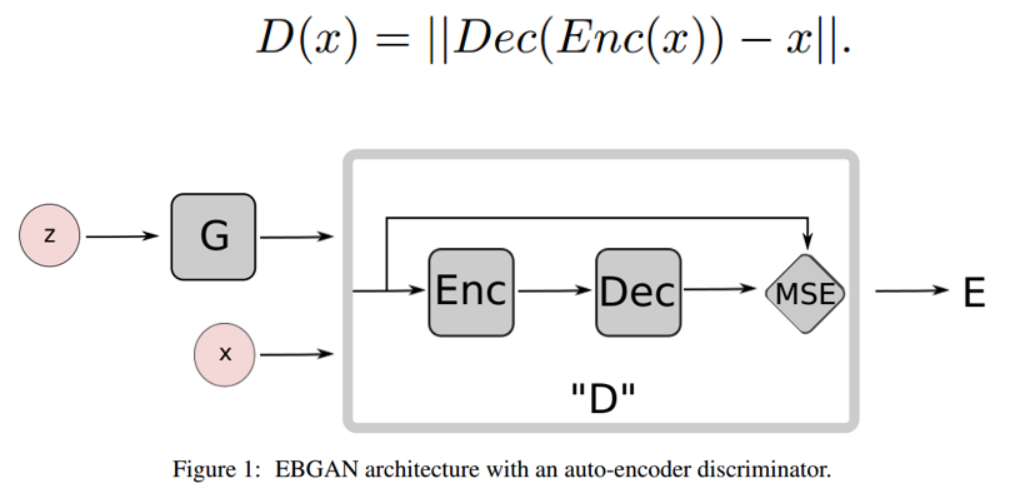 D(x) = ||Dec(Enc(x)) − x||.
z
G
Enc
Dec
MSE
E
x
"D"
Figure 1: EBGAN architecture with an auto-encoder discriminator.